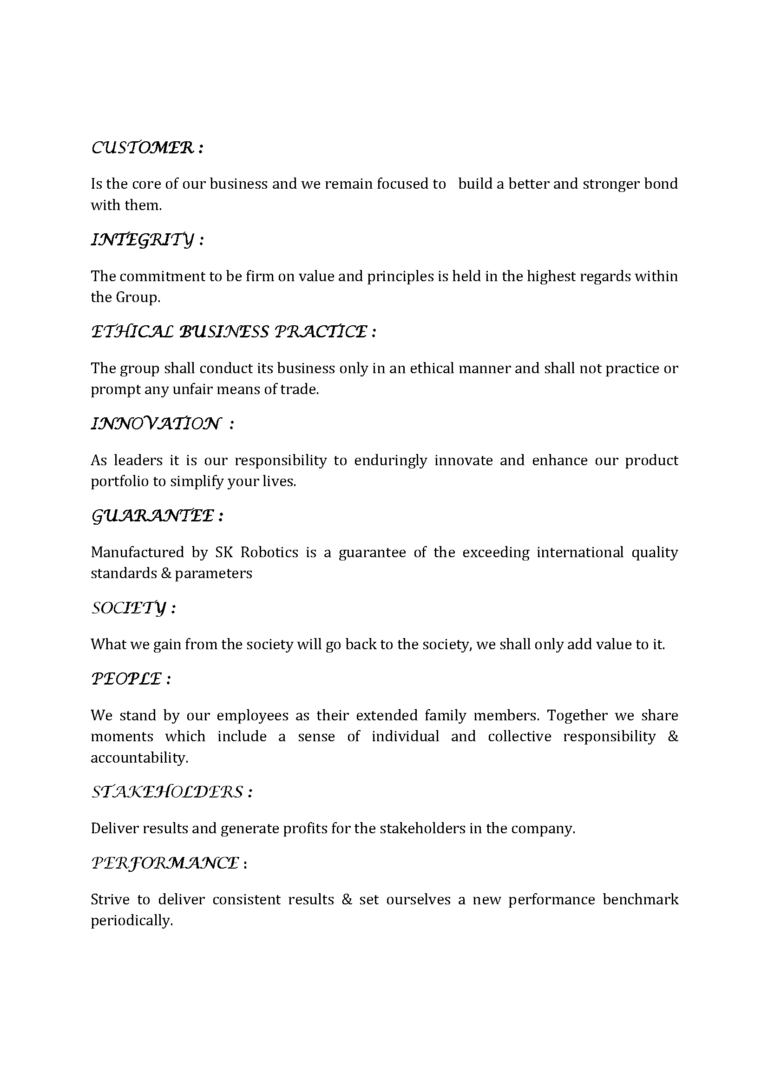 CUSTOMER :
Is the core of our business and we remain focused to   build a better and stronger bond
with them.
INTEGRITY :
The commitment to be firm on value and principles is held in the highest regards within
the Group.
ETHICAL BUSINESS PRACTICE :
The group shall conduct its business only in an ethical manner and shall not practice or
prompt any unfair means of trade.
INNOVATION  :
As leaders it is our responsibility to enduringly innovate and enhance our product
portfolio to simplify your lives.
GUARANTEE :
Manufactured by SK Robotics is a guarantee of the exceeding international quality
standards & parameters
SOCIETY :
What we gain from the society will go back to the society, we shall only add value to it.
PEOPLE :
We stand by our employees as their extended family members. Together we share
moments which include a sense of individual and collective responsibility &
accountability.
STAKEHOLDERS :
Deliver results and generate profits for the stakeholders in the company.
PERFORMANCE :
Strive to deliver consistent results & set ourselves a new performance benchmark
periodically.